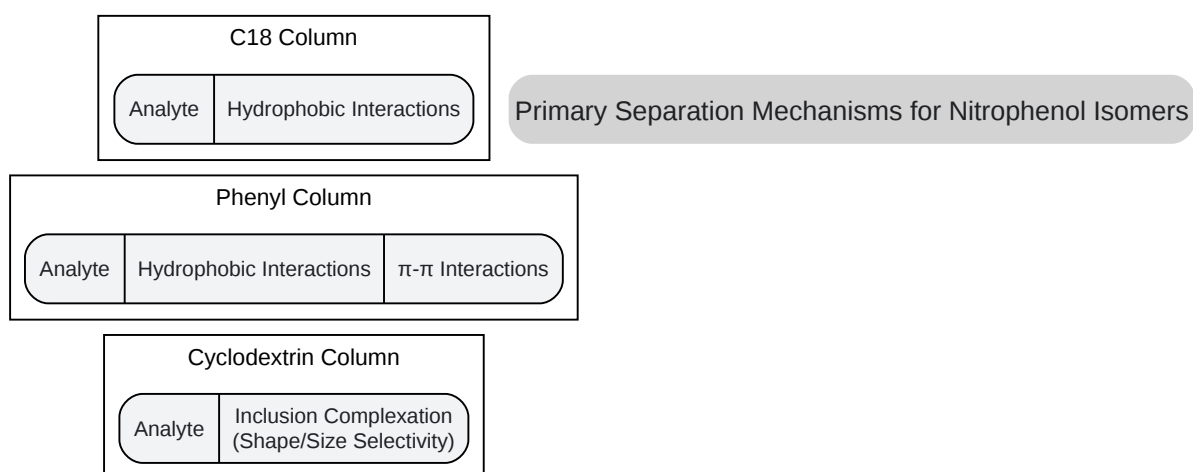 C18 Column
Analyte
Hydrophobic Interactions
Primary Separation Mechanisms for Nitrophenol Isomers
Phenyl Column
Analyte
Hydrophobic Interactions
π-π Interactions
Cyclodextrin Column
Analyte
Inclusion Complexation
(Shape/Size Selectivity)